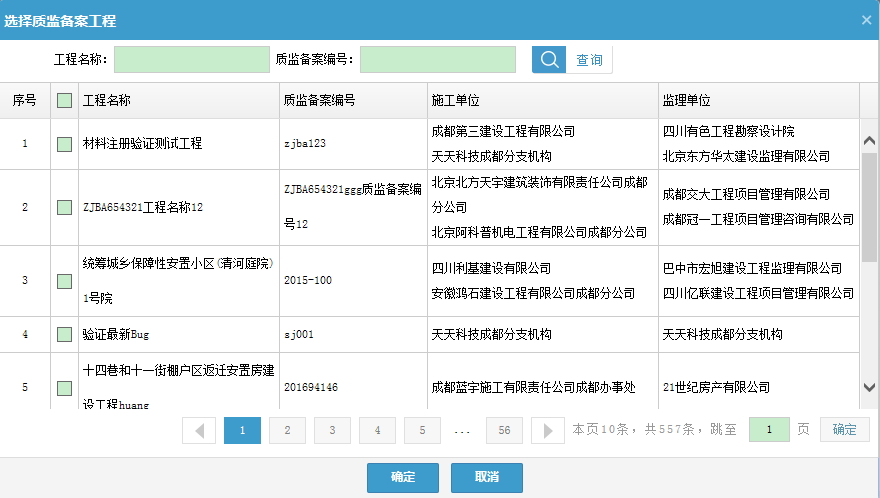 选择质监备案工程 ×
工程名称: 质监备案编号: 查询
序号 工程名称 质监备案编号 施工单位 监理单位
1 材料注册验证测试工程 zjba123 成都第三建设工程有限公司 四川有色工程勘察设计院
天天科技成都分支机构 北京东方华太建设监理有限公司
2 ZJBA654321工程名称12 ZJBA654321ggg质监备案编 北京北方天宇建筑装饰有限责任公司成都 成都交大工程项目管理有限公司
号12 分公司 成都冠一工程项目管理咨询有限公司
北京阿科普机电工程有限公司成都分公司
3 统筹城乡保障性安置小区(清河庭院) 2015-100 四川利基建设有限公司 巴中市宏旭建设工程监理有限公司
1号院 安徽鸿石建设工程有限公司成都分公司 四川亿联建设工程项目管理有限公司
4 验证最新Bug sj001 天天科技成都分支机构 天天科技成都分支机构
5 十四巷和十一街棚户区返迁安置房建 201694146 成都蓝宇施工有限责任公司成都办事处 21世纪房产有限公司
设工程huang
1 2 3 4 5 ... 56 本页10条，共557条，跳至 1 页 确定
确定 取消